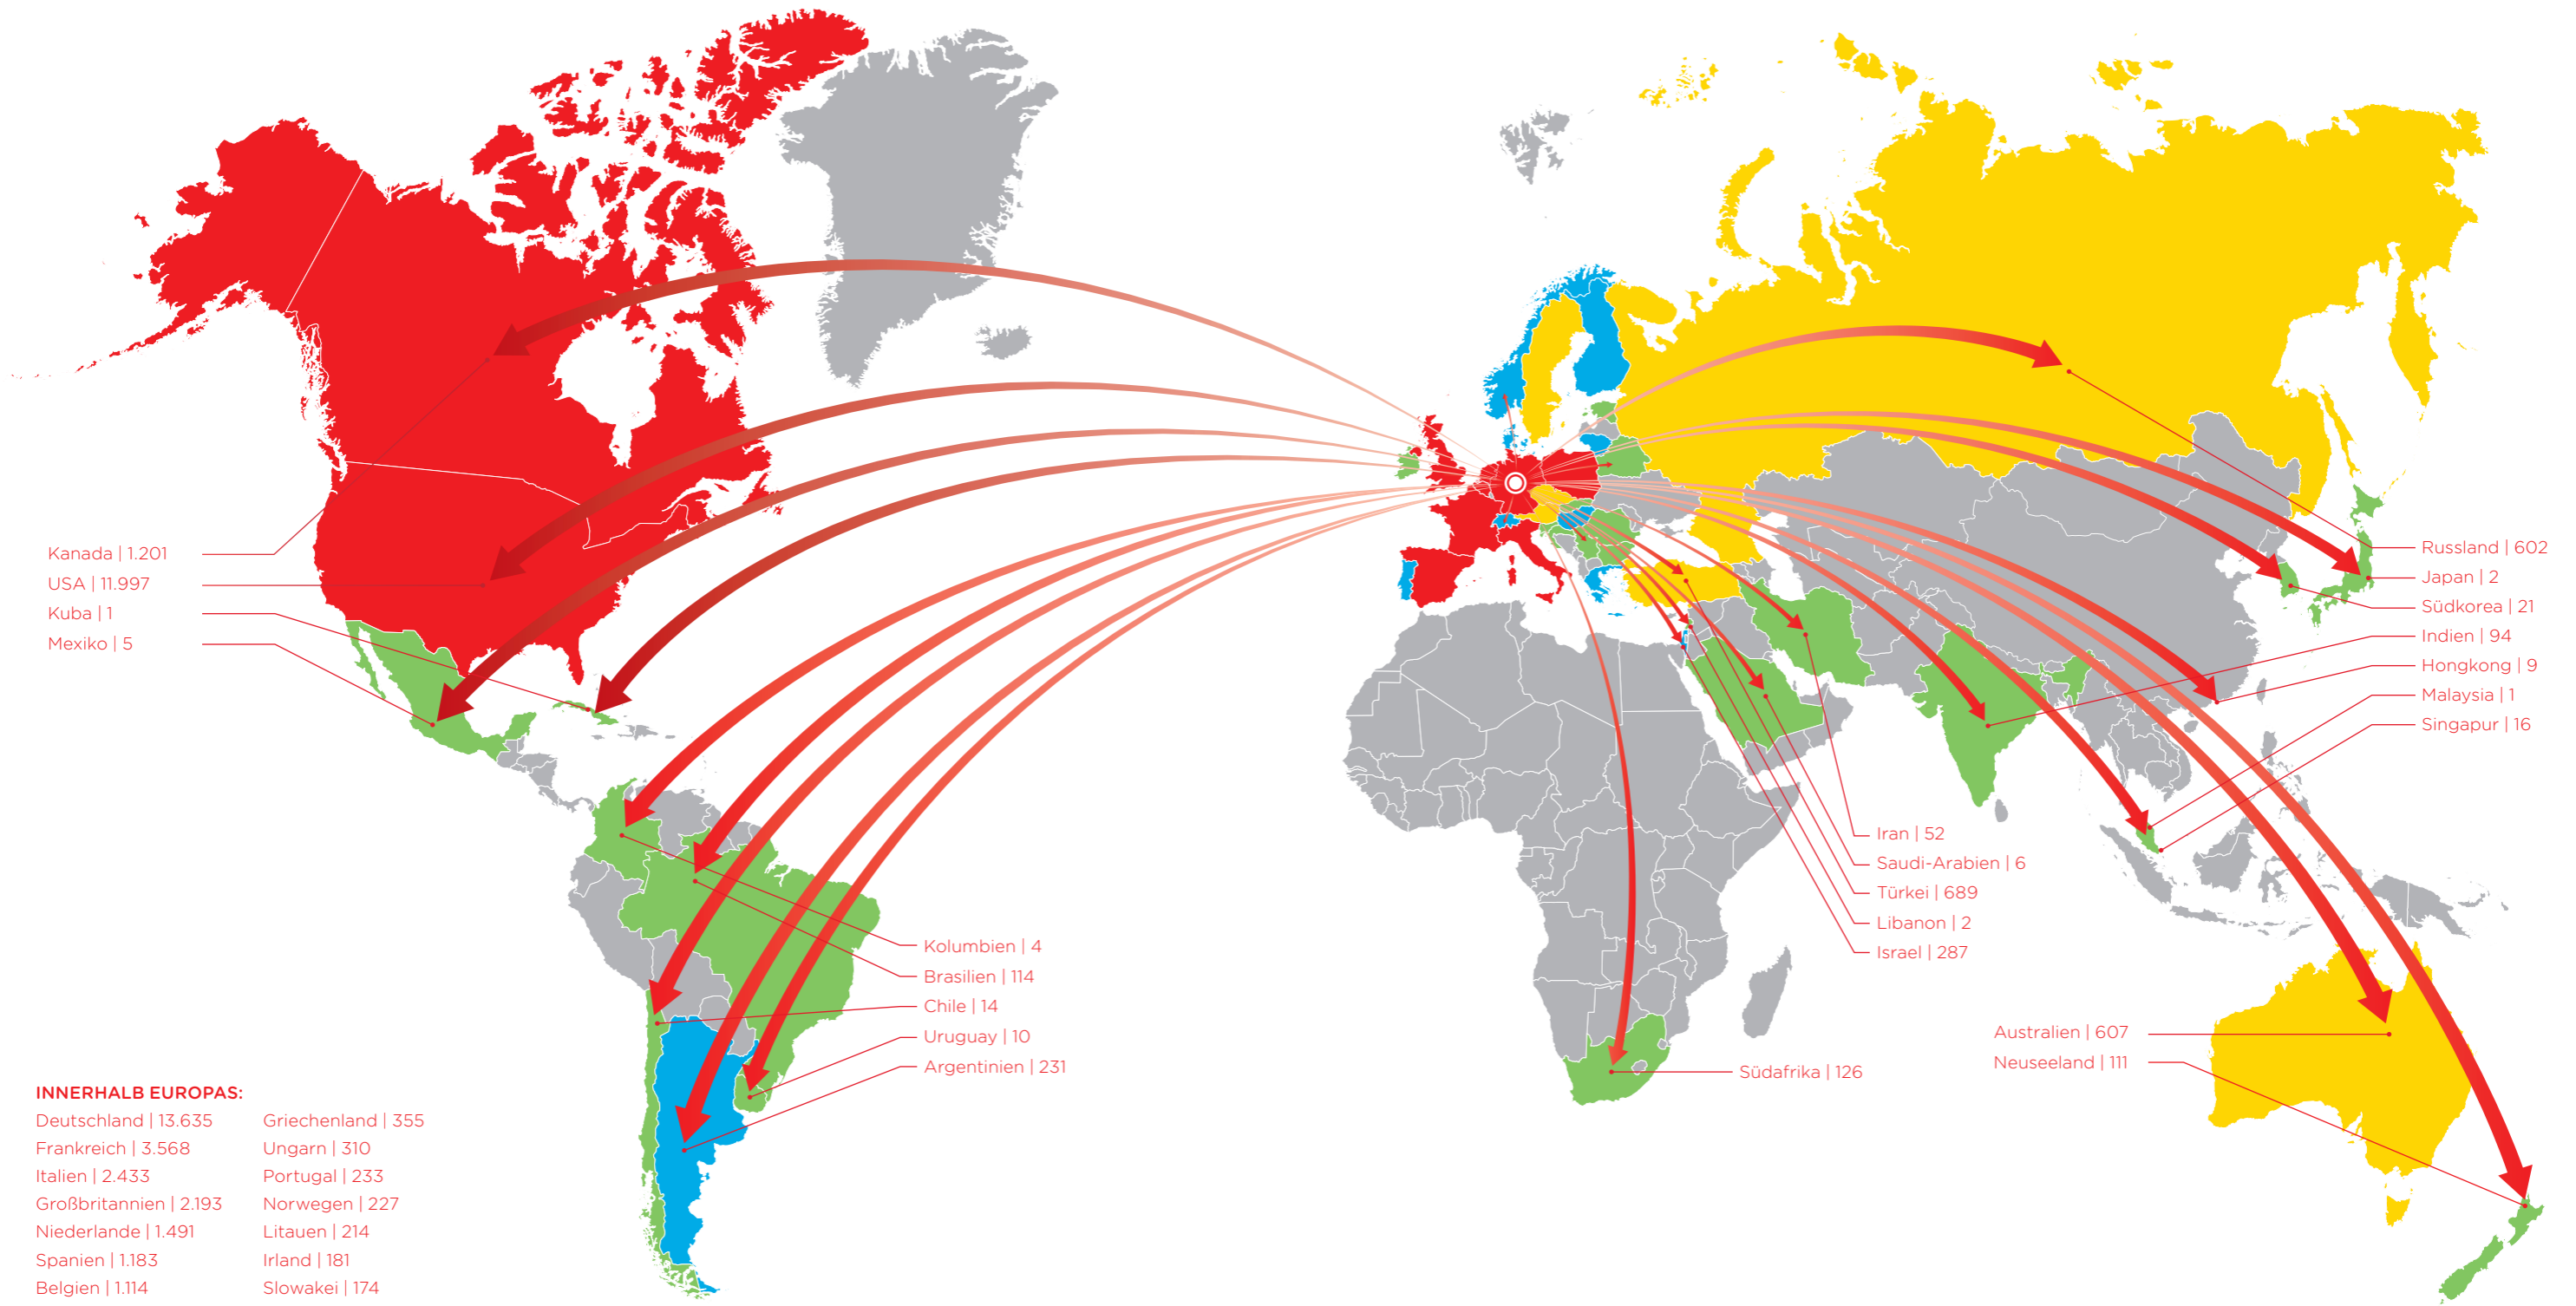 Kanada | 1.201
USA | 11.997
Kuba | 1
Mexiko | 5
Russland | 602
Japan | 2
Südkorea | 21
Indien | 94
Hongkong | 9
Malaysia | 1
Singapur | 16
Iran | 52
Saudi-Arabien | 6
Türkei | 689
Libanon | 2
Israel | 287
Kolumbien | 4
Brasilien | 114
Chile | 14
Uruguay | 10
Argentinien | 231
Südafrika | 126
Australien | 607
Neuseeland | 111
INNERHALB EUROPAS:
Deutschland | 13.635
Frankreich | 3.568
Italien | 2.433
Großbritannien | 2.193
Niederlande | 1.491
Spanien | 1.183
Belgien | 1.114
Griechenland | 355
Ungarn | 310
Portugal | 233
Norwegen | 227
Litauen | 214
Irland | 181
Slowakei | 174